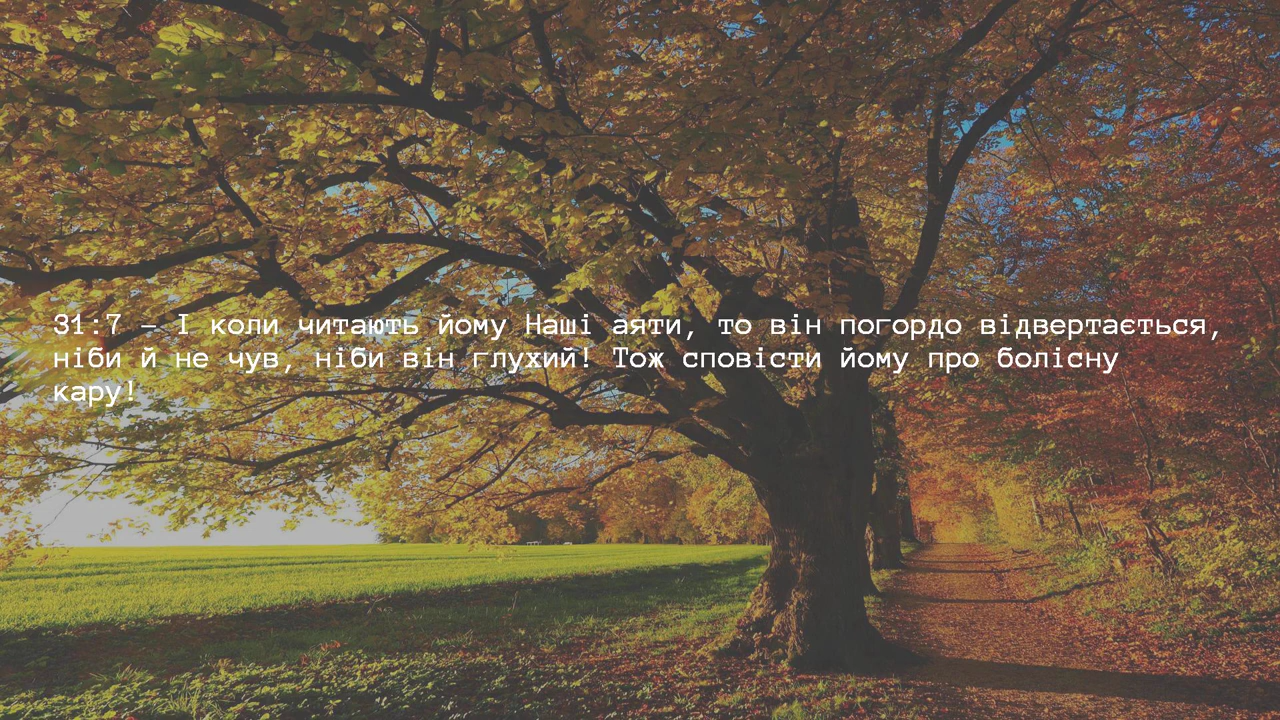 31:7 – І коли читають йому Наші аяти, то він погордо відвертається,
ніби й не чув, ніби він глухий! Тож сповісти йому про болісну
кару!